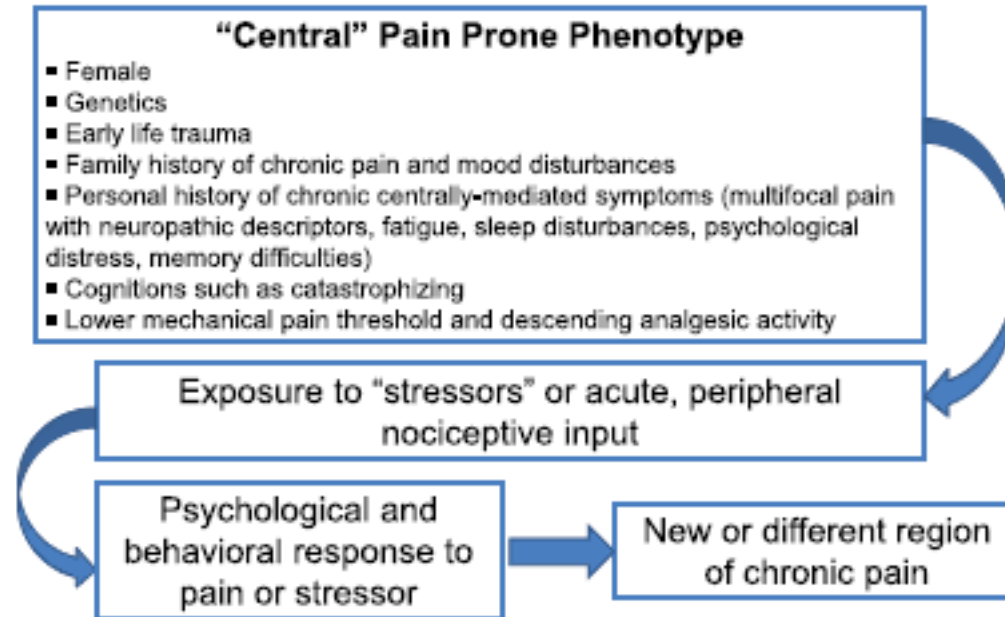 “Central” Pain Prone Phenotype
▪ Female
▪ Genetics
▪ Early life trauma
▪ Family history of chronic pain and mood disturbances
▪ Personal history of chronic centrally-mediated symptoms (multifocal pain
with neuropathic descriptors, fatigue, sleep disturbances, psychological
distress, memory difficulties)
▪ Cognitions such as catastrophizing
▪ Lower mechanical pain threshold and descending analgesic activity
Exposure to “stressors” or acute, peripheral
nociceptive input
Psychological and
behavioral response to
pain or stressor
New or different region
of chronic pain